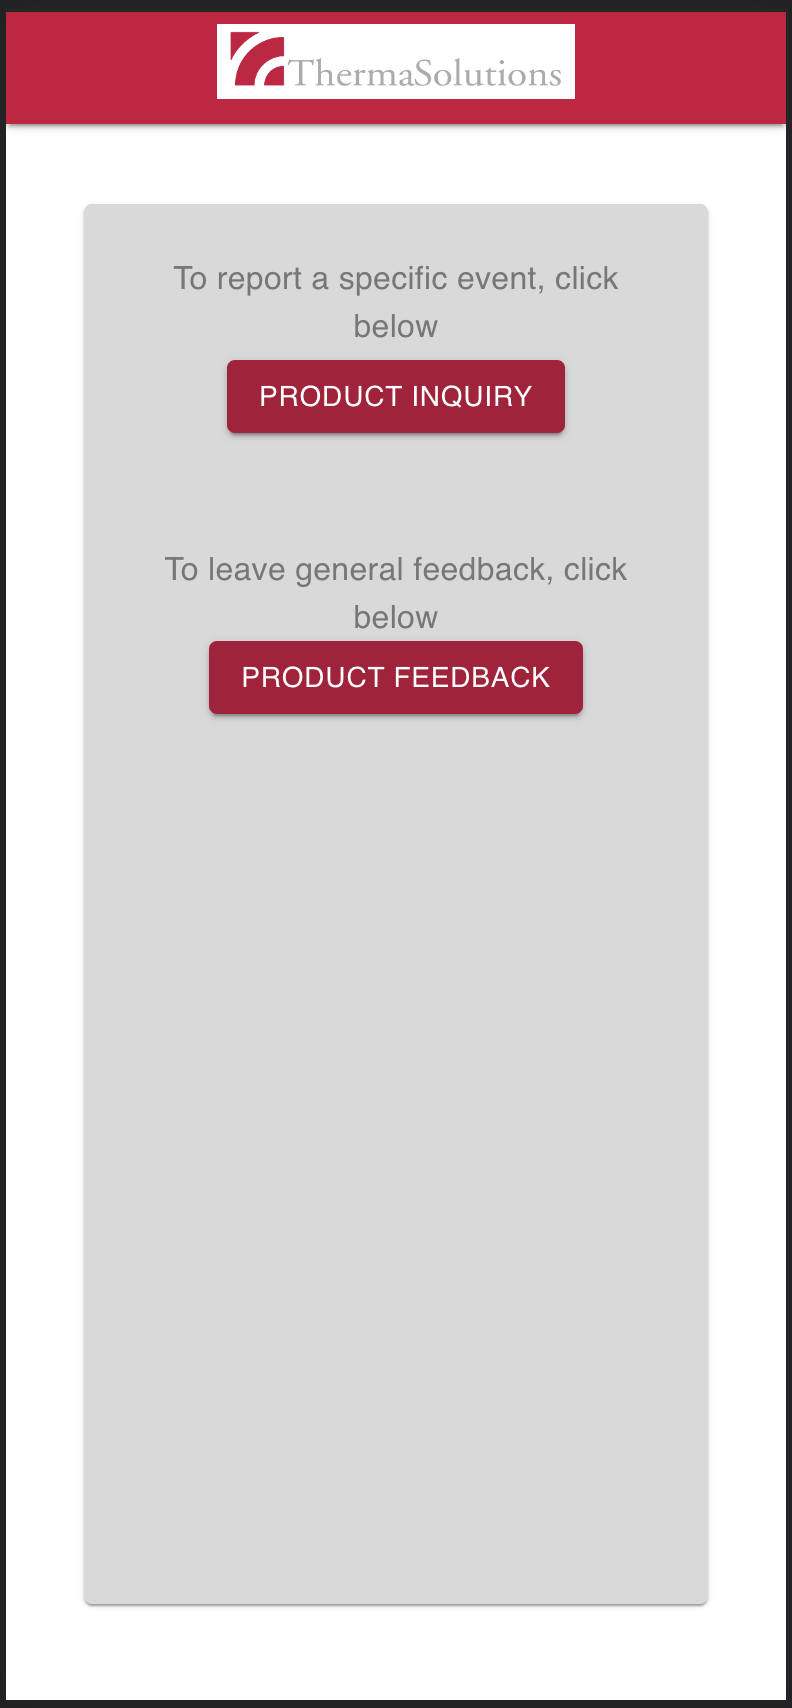 ThermaSolutions
To report a specific event, click
below
PRODUCT INQUIRY
To leave general feedback, click
below
PRODUCT FEEDBACK